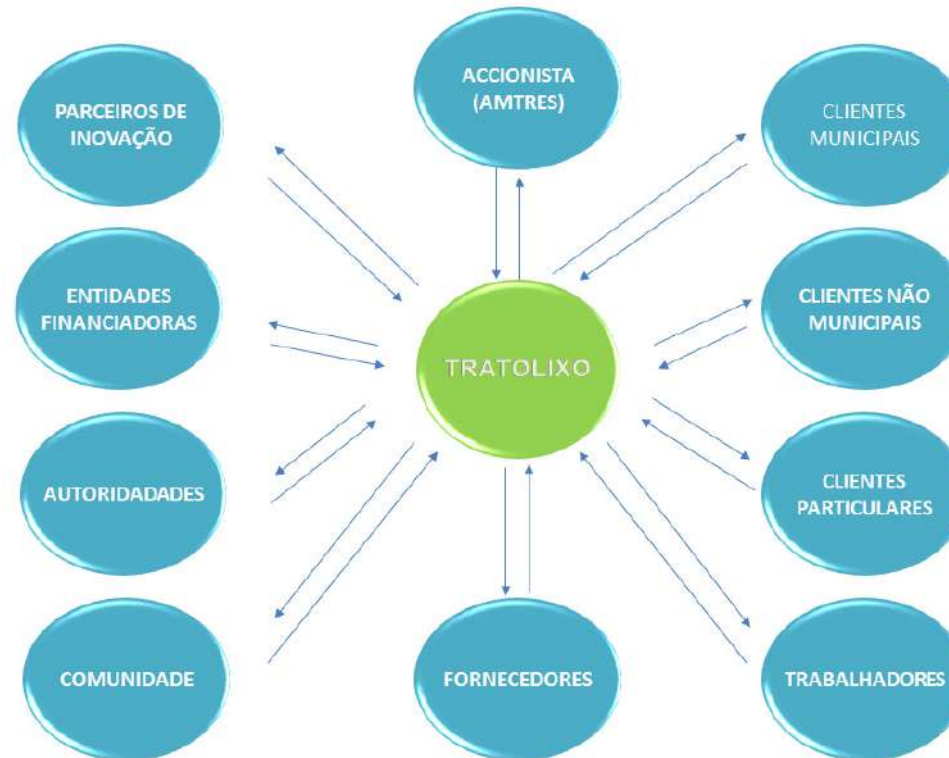 PARCEIROS DE
INOVAÇÃO
ACCIONISTA
(AMTRES)
CLIENTES
MUNICIPAIS
ENTIDADES
FINANCIADORAS
TRATOLIXO
CLIENTES NÃO
MUNICIPAIS
AUTORIDADADES
CLIENTES
PARTICULARES
COMUNIDADE
FORNECEDORES
TRABALHADORES